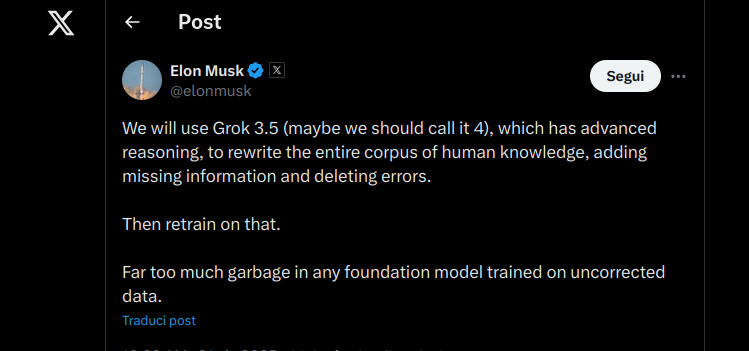 Post
Elon Musk
@elonmusk
Segui
We will use Grok 3.5 (maybe we should call it 4), which has advanced
reasoning, to rewrite the entire corpus of human knowledge, adding
missing information and deleting errors.
Then retrain on that.
Far too much garbage in any foundation model trained on uncorrected
data.
Traduci post